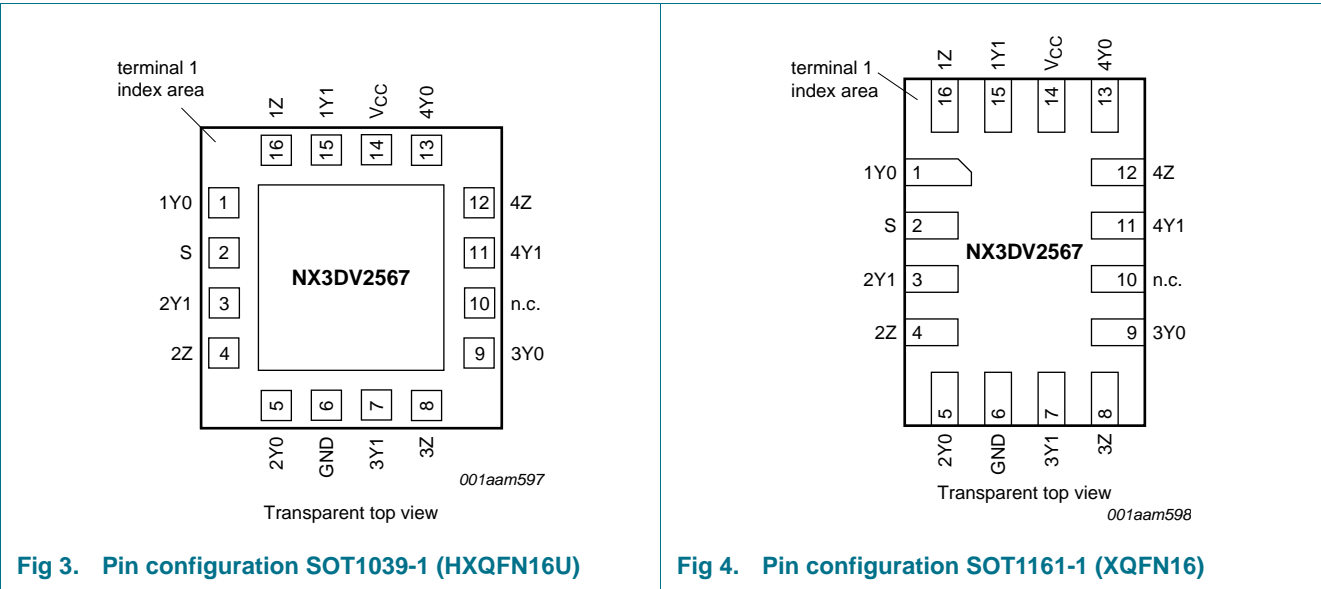 terminal 1
index area
1Z
1Y1
VCC
4Y0
16
15
14
13
1Y0 1
12 4Z
S 2
11 4Y1
NX3DV2567
2Y1 3
10 n.c.
2Z 4
9 3Y0
5
6
7
8
2Y0
GND
3Y1
3Z
001aam597
Transparent top view
Fig 3. Pin configuration SOT1039-1 (HXQFN16U)
terminal 1
index area
1Z
1Y1
VCC
4Y0
16
15
14
13
1Y0 1
12 4Z
S 2
11 4Y1
NX3DV2567
2Y1 3
10 n.c.
2Z 4
9 3Y0
5
6
7
8
2Y0
GND
3Y1
3Z
Transparent top view
001aam598
Fig 4. Pin configuration SOT1161-1 (XQFN16)